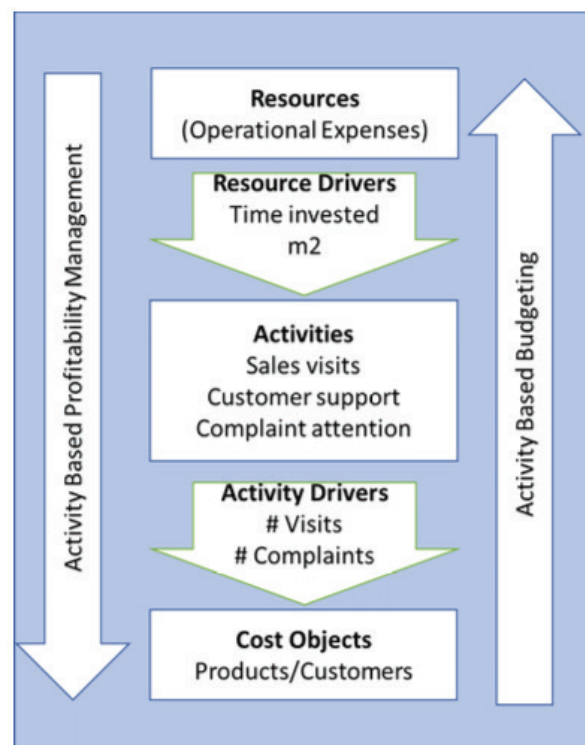 Activity Based Profitability Management
Resources
(Operational Expenses)
Resource Drivers
Time invested
m2
Activities
Sales visits
Customer support
Complaint attention
Activity Drivers
# Visits
# Complaints
Cost Objects
Products/Customers
Activity Based Budgeting